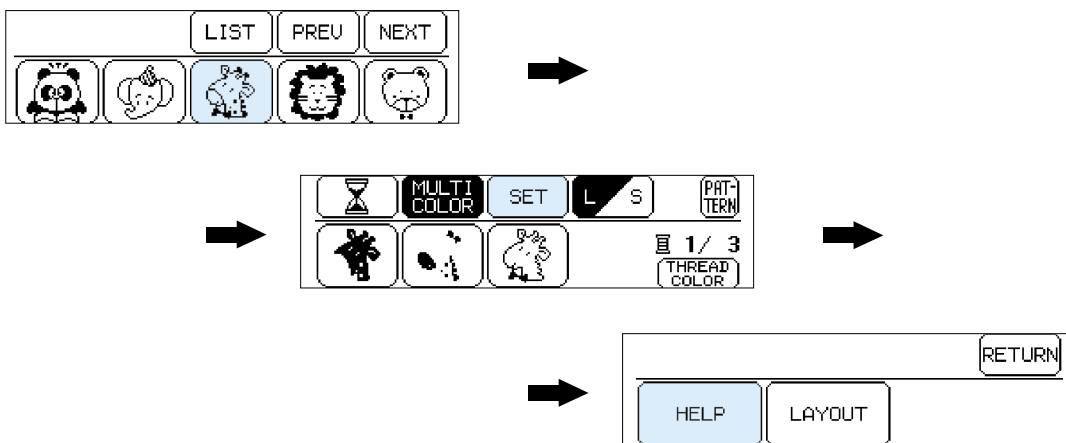 LIST PREV NEXT
MULTI COLOR SET L S PAT-TERN
1/ 3
THREAD COLOR
RETURN
HELP LAYOUT